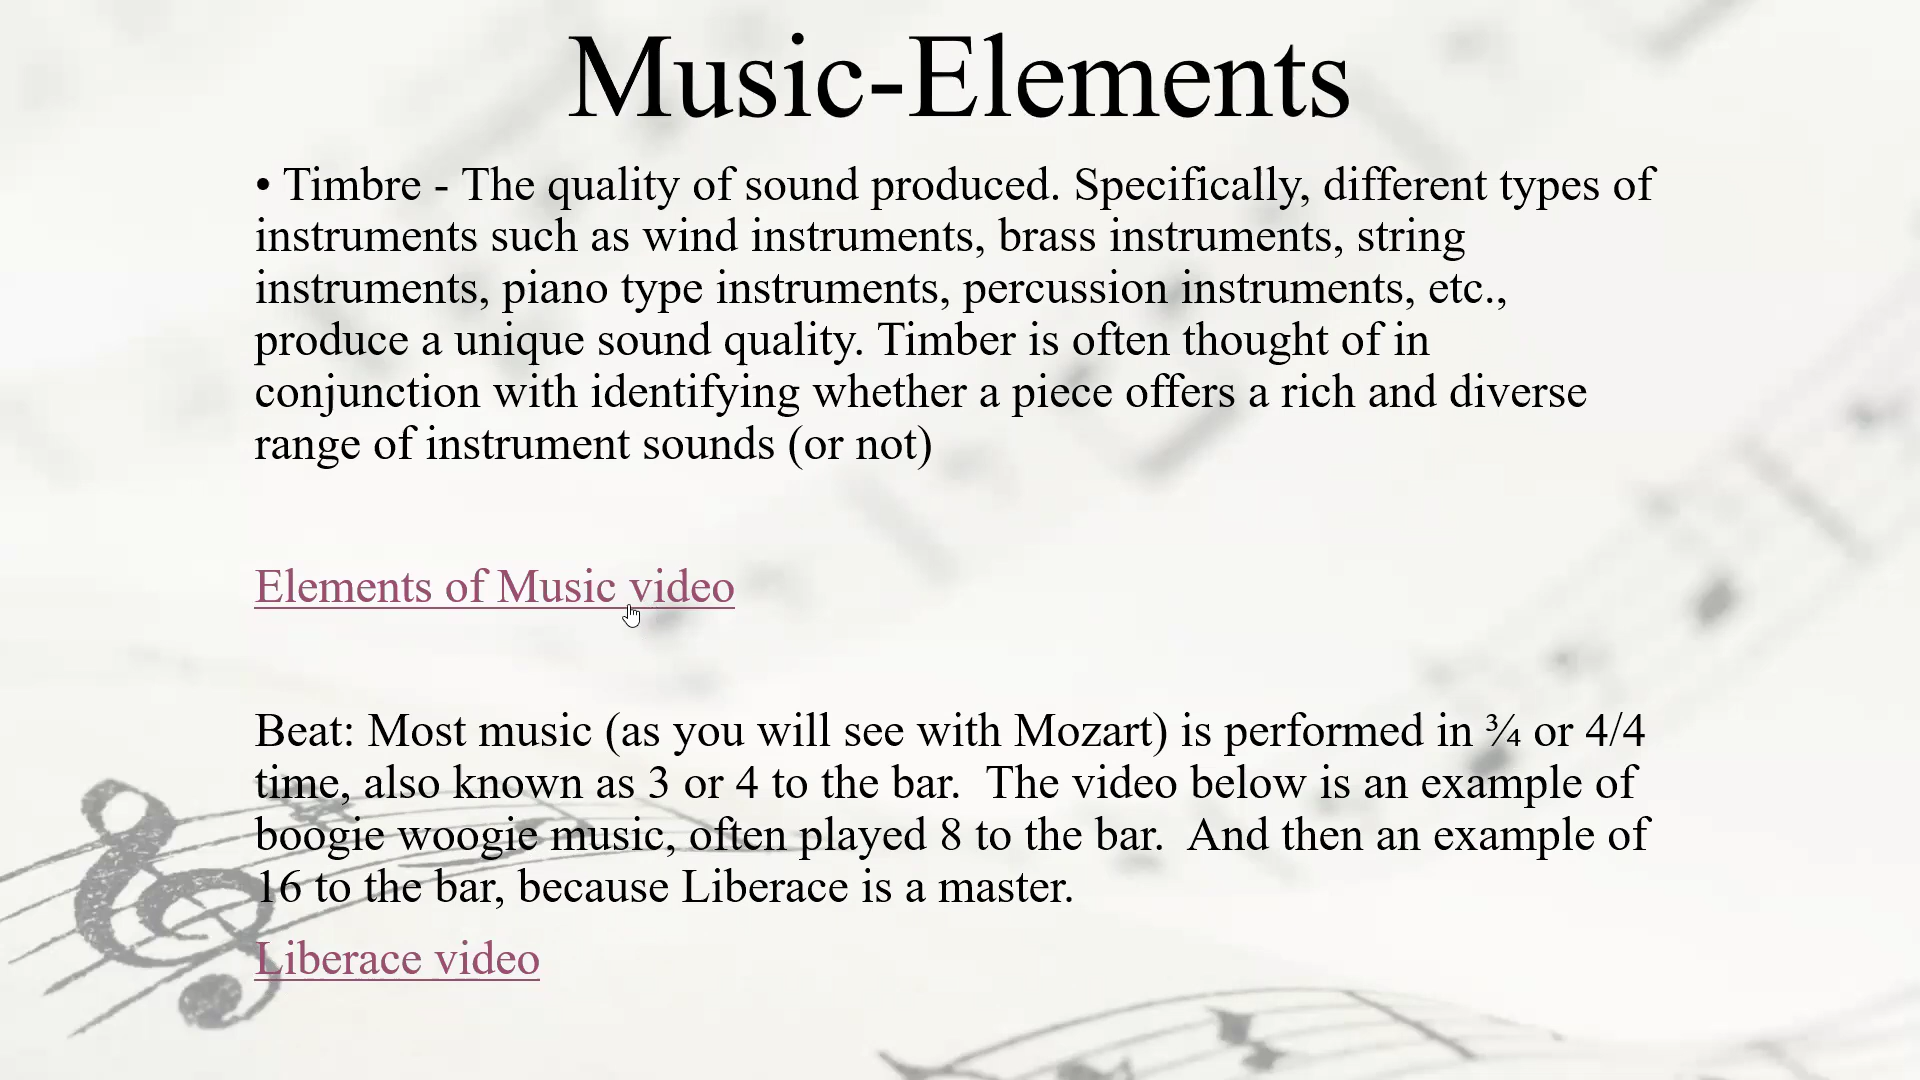 Music-Elements
• Timbre - The quality of sound produced. Specifically, different types of
instruments such as wind instruments, brass instruments, string
instruments, piano type instruments, percussion instruments, etc.,
produce a unique sound quality. Timber is often thought of in
conjunction with identifying whether a piece offers a rich and diverse
range of instrument sounds (or not)
Elements of Music video
Beat: Most music (as you will see with Mozart) is performed in ¾ or 4/4
time, also known as 3 or 4 to the bar.  The video below is an example of
boogie woogie music, often played 8 to the bar.  And then an example of
16 to the bar, because Liberace is a master.
Liberace video